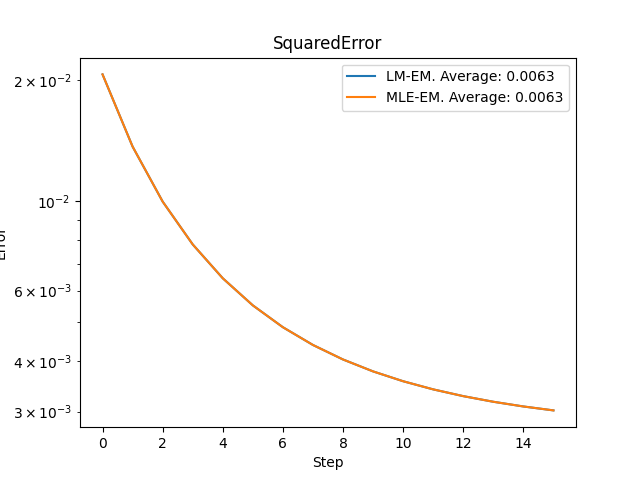 SquaredError
LM-EM. Average: 0.0063
MLE-EM. Average: 0.0063
2 × 10⁻²
10⁻²
6 × 10⁻³
4 × 10⁻³
3 × 10⁻³
Error
0 2 4 6 8 10 12 14
Step